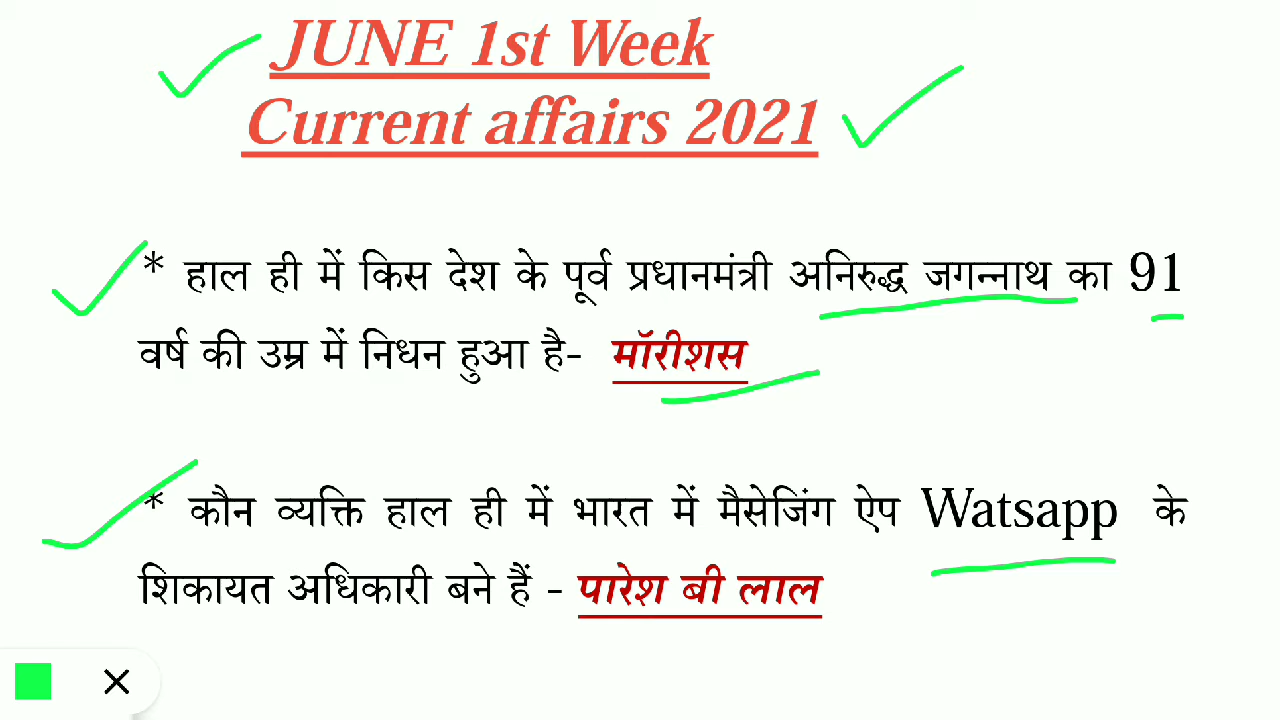 JUNE 1st Week
Current affairs 2021
* हाल ही में किस देश के पूर्व प्रधानमंत्री अनिरुद्ध जगन्नाथ का 91
वर्ष की उम्र में निधन हुआ है- मॉरीशस
* कौन व्यक्ति हाल ही में भारत में मैसेजिंग ऐप Watsapp के
शिकायत अधिकारी बने हैं - पारेश बी लाल